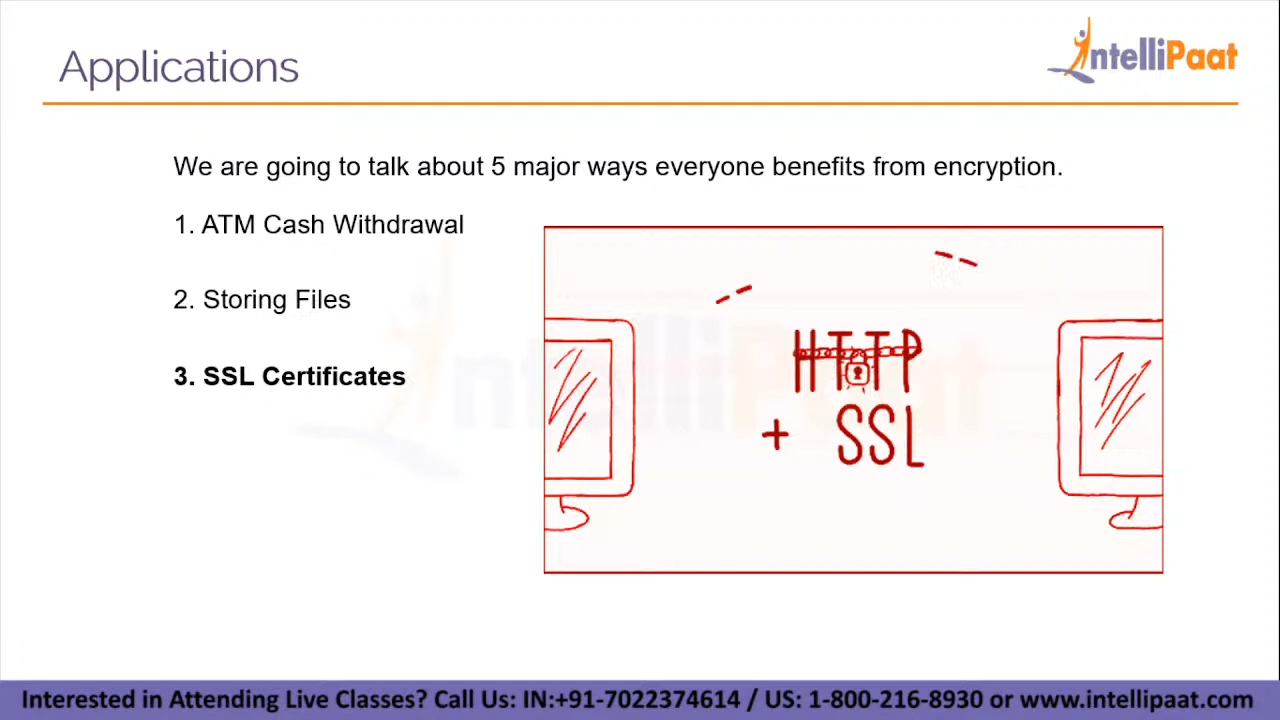 Applications
IntelliPaat
We are going to talk about 5 major ways everyone benefits from encryption.
1. ATM Cash Withdrawal
2. Storing Files
3. SSL Certificates
HTTP
+ SSL
IntelliPaat
Interested in Attending Live Classes? Call Us: IN:+91-7022374614 / US: 1-800-216-8930 or www.intellipaat.com